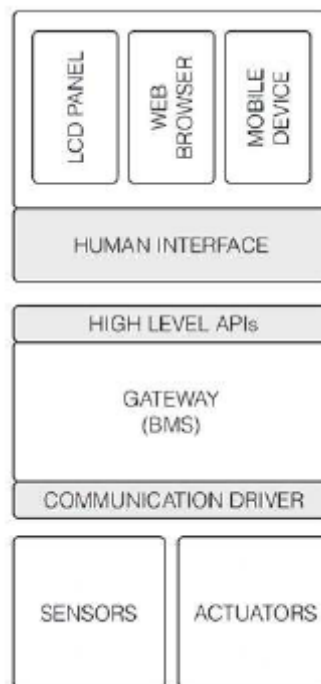 LCD PANEL
WEB
BROWSER
MOBILE
DEVICE
HUMAN INTERFACE
HIGH LEVEL APIs
GATEWAY
(BMS)
COMMUNICATION DRIVER
SENSORS
ACTUATORS